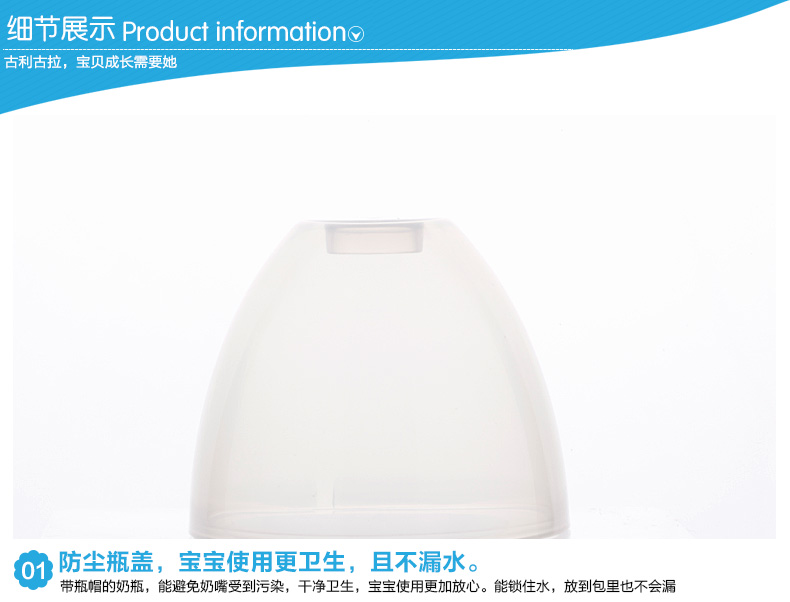 细节展示 Product information
古利古拉，宝贝成长需要她
01 防尘瓶盖，宝宝使用更卫生，且不漏水。
带瓶帽的奶瓶，能避免奶嘴受到污染，干净卫生，宝宝使用更加放心。能锁住水，放到包里也不会漏